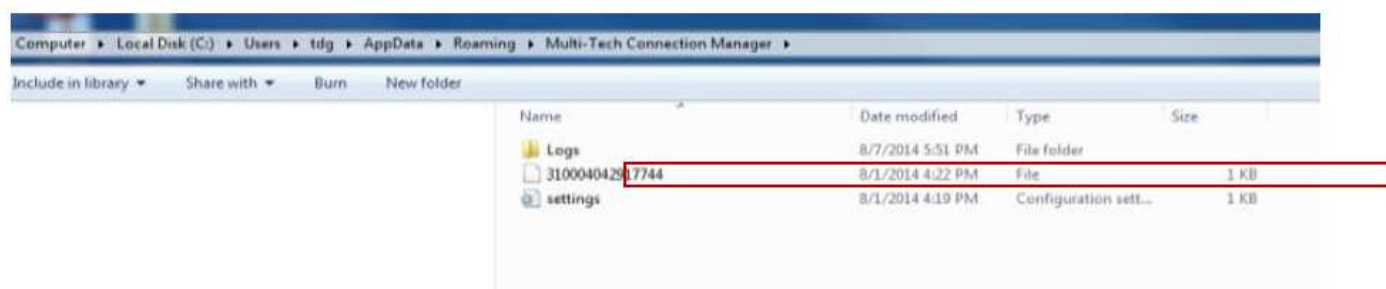 Computer ▸ Local Disk (C:) ▸ Users ▸ tdg ▸ AppData ▸ Roaming ▸ Multi-Tech Connection Manager ▸
Include in library ▾ Share with ▾ Burn New folder
Name Date modified Type Size
Logs 8/7/2014 5:51 PM File folder
310004042917744 8/1/2014 4:22 PM File 1 KB
settings 8/1/2014 4:19 PM Configuration sett... 1 KB